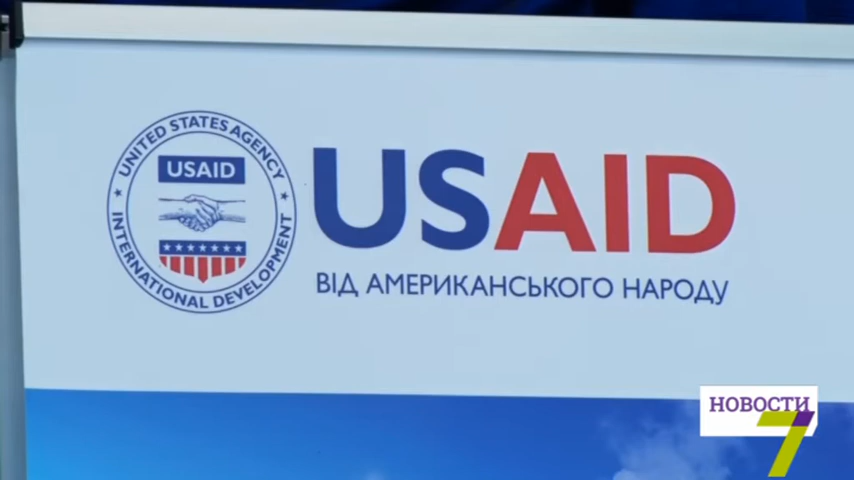 UNITED STATES AGENCY
USAID
INTERNATIONAL DEVELOPMENT
USAID
ВІД АМЕРИКАНСЬКОГО НАРОДУ
НОВОСТИ
7